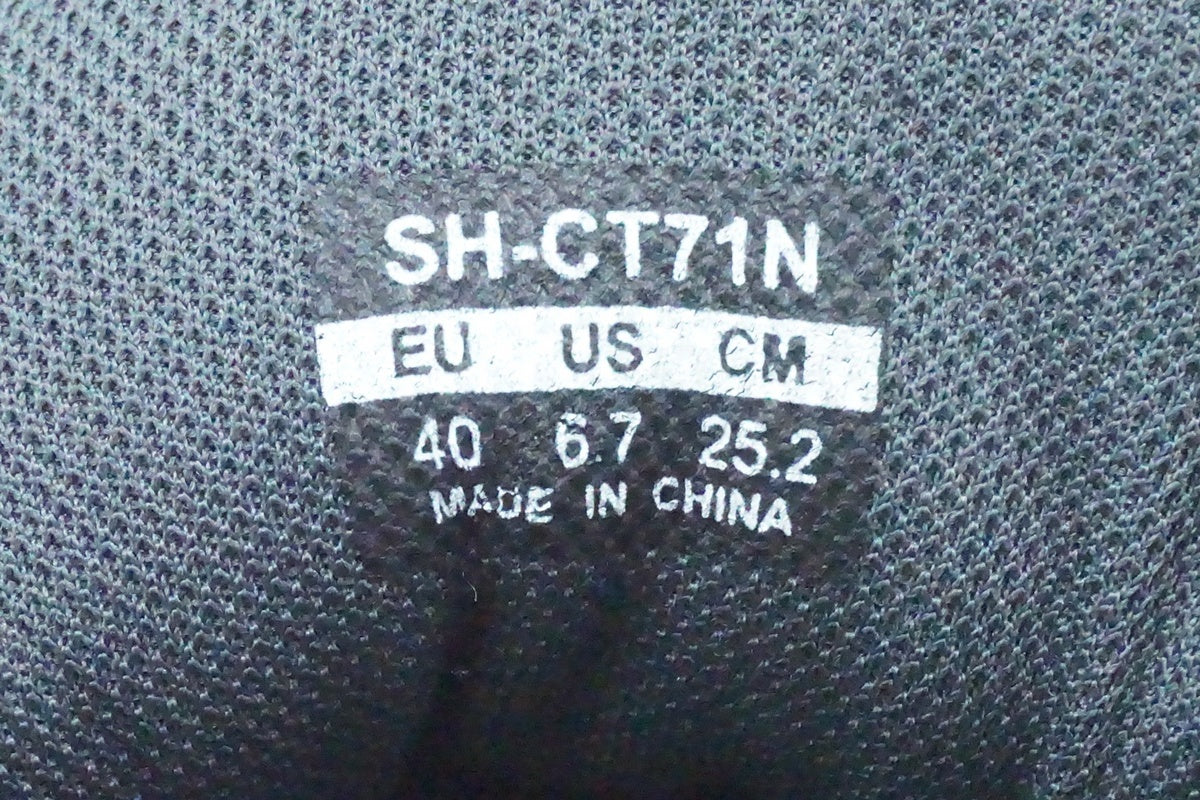 SH-CT71N
EU US CM
40 6.7 25.2
MADE IN CHINA